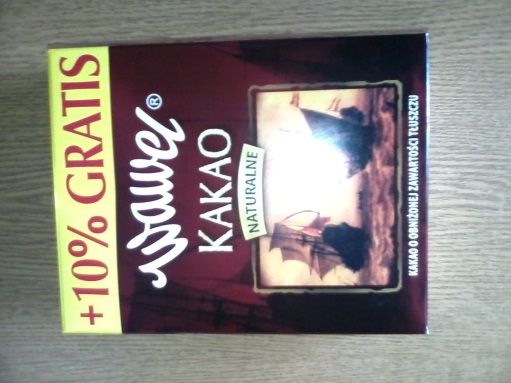 +10% GRATIS
Wawel®
KAKAO
NATURALNE
KAKAO O OBNIŻONEJ ZAWARTOŚCI TŁUSZCZU